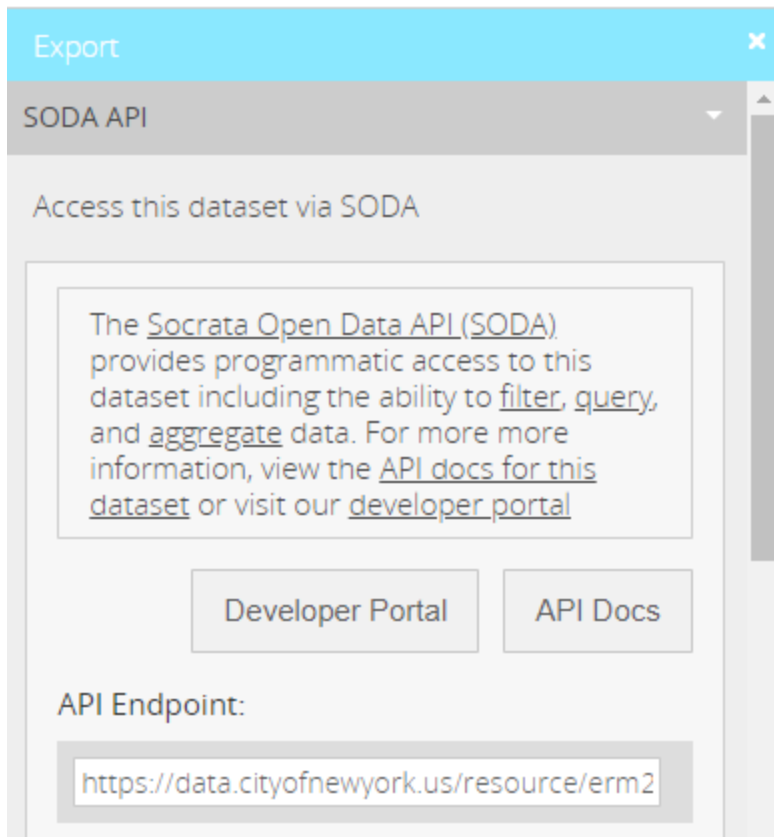 Export
SODA API
Access this dataset via SODA
The Socrata Open Data API (SODA)
provides programmatic access to this
dataset including the ability to filter, query,
and aggregate data. For more more
information, view the API docs for this
dataset or visit our developer portal
Developer Portal API Docs
API Endpoint:
https://data.cityofnewyork.us/resource/erm2